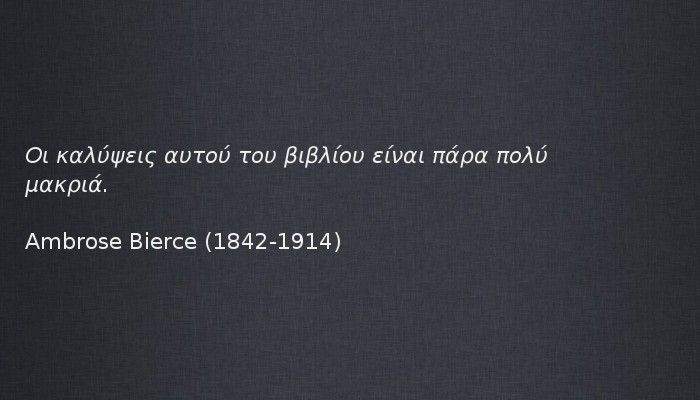 Οι καλύψεις αυτού του βιβλίου είναι πάρα πολύ
μακριά.
Ambrose Bierce (1842-1914)